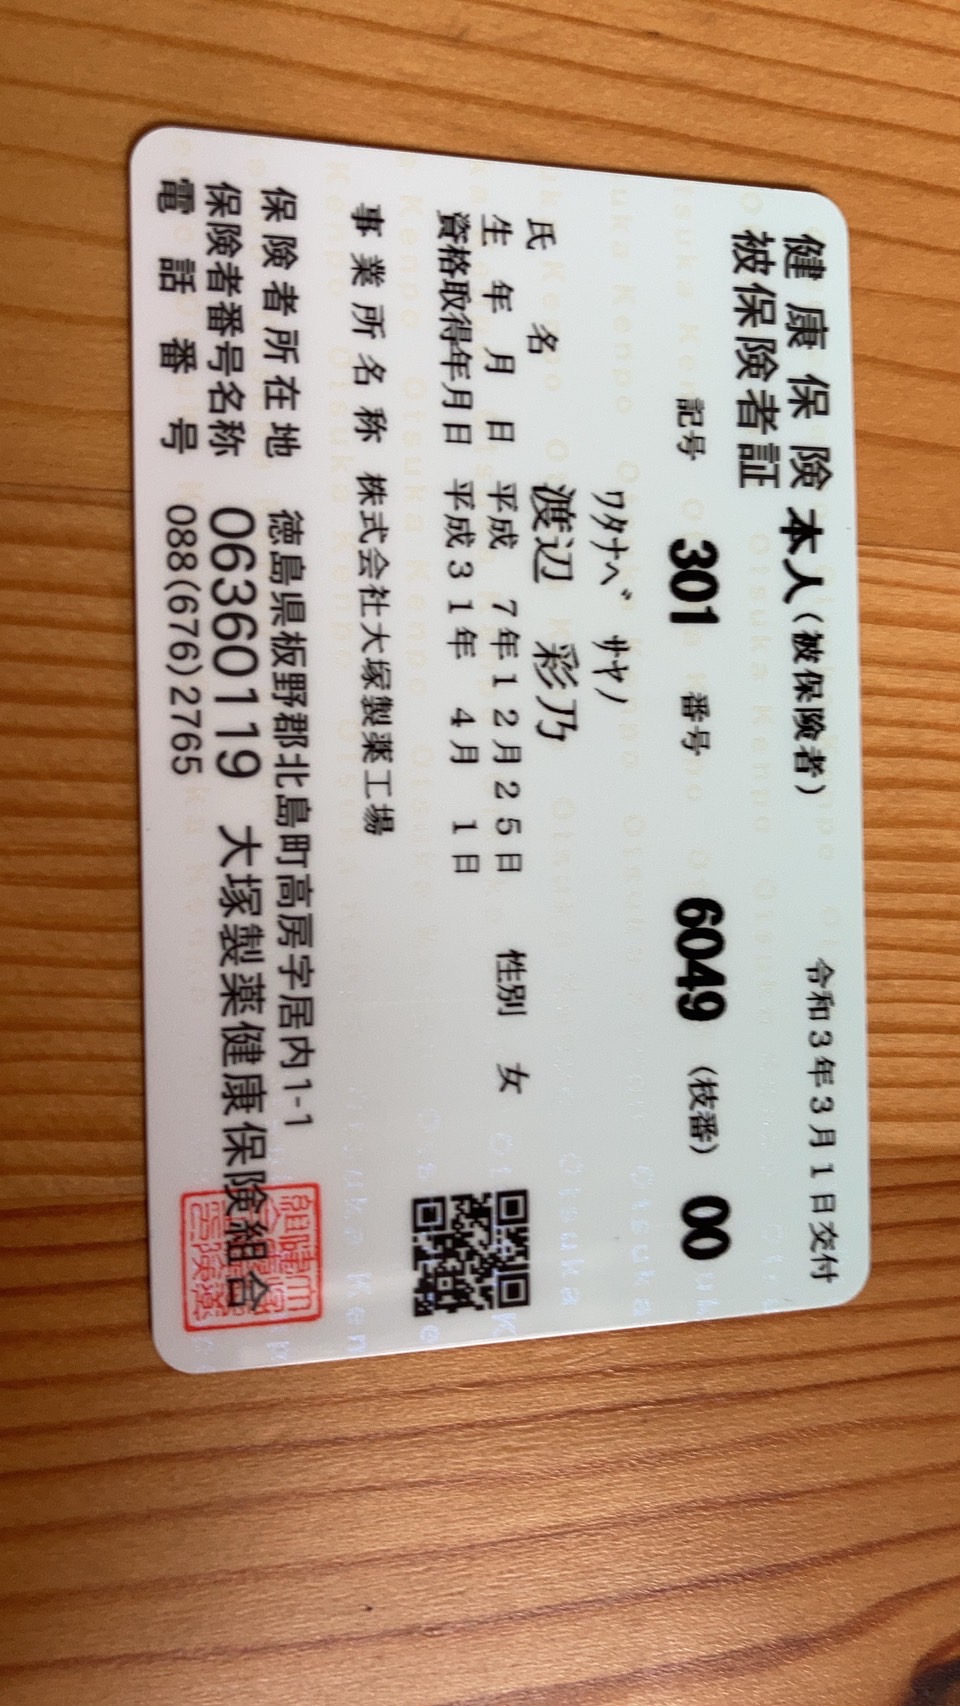 健康保険 本人(被保険者) 令和3年3月1日交付
被保険者証
記号 301 番号 6049 (枝番) 00
ワタナベ サヤノ
氏名 渡辺 彩乃
生年月日 平成 7年12月25日 性別 女
資格取得年月日 平成31年 4月 1日
事業所名称 株式会社大塚製薬工場
保険者所在地 徳島県板野郡北島町高房字居内1-1
保険者番号名称 06360119 大塚製薬健康保険組合
電話番号 088(676)2765